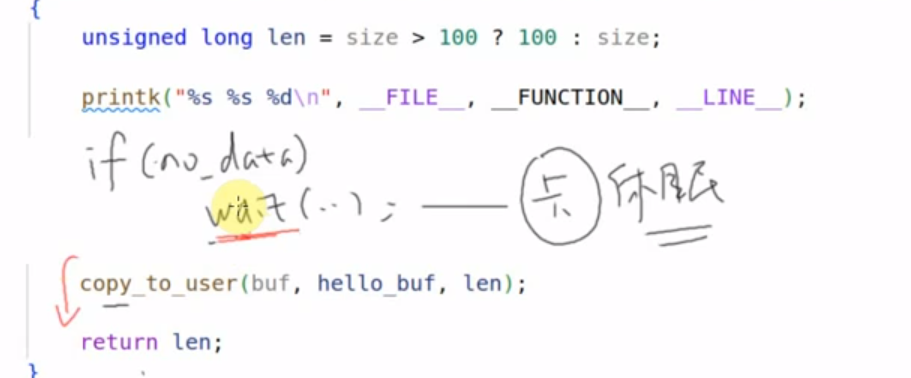 {
unsigned long len = size > 100 ? 100 : size;
printk("%s %s %d\n", __FILE__, __FUNCTION__, __LINE__);
if (no_data)
wait(..); —— 卡 休眠
copy_to_user(buf, hello_buf, len);
return len;
}